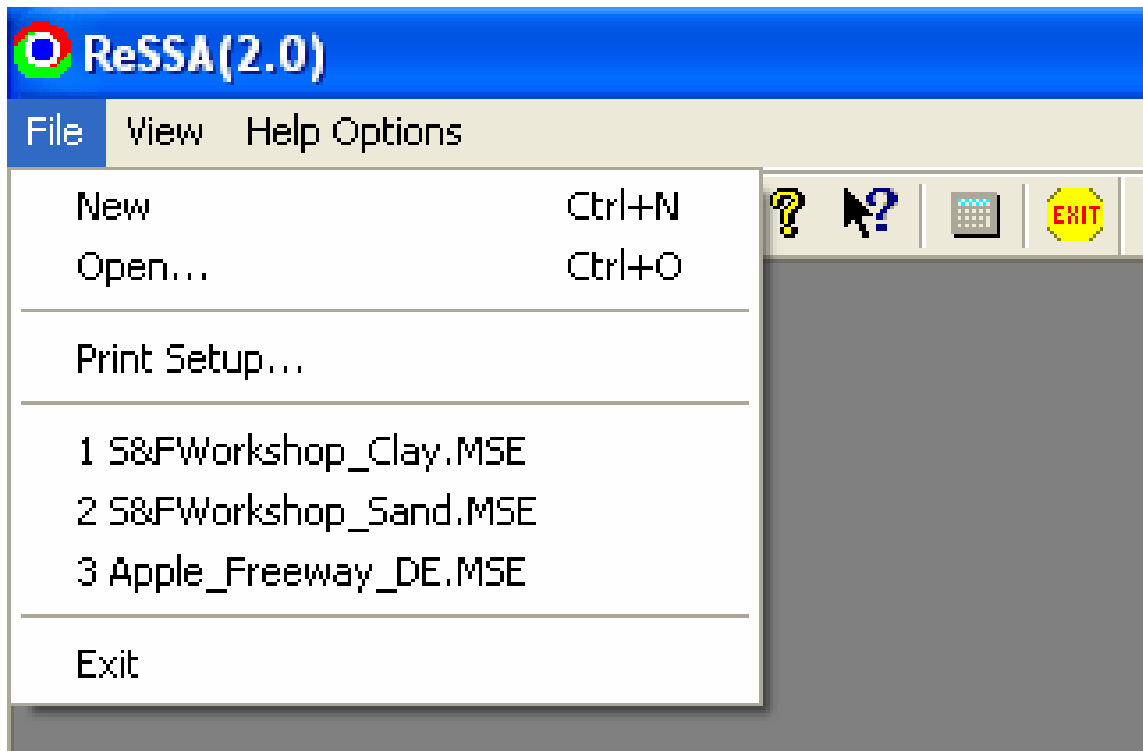 ReSSA(2.0)
File View Help Options
New Ctrl+N
Open... Ctrl+O
EXIT
Print Setup...
1 S&FWorkshop_Clay.MSE
2 S&FWorkshop_Sand.MSE
3 Apple_Freeway_DE.MSE
Exit